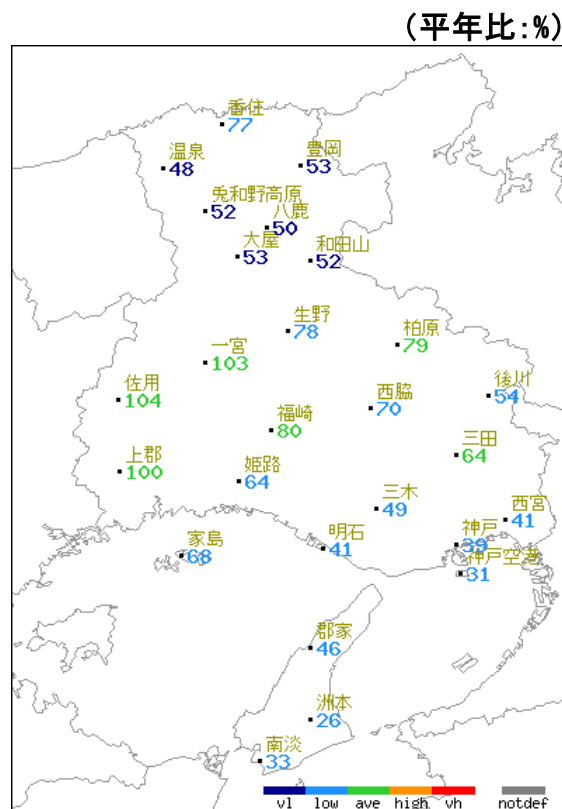 (平年比:%)
香住
77
温泉
48
豊岡
53
兎和野高原
52
八鹿
50
大屋
53
和田山
52
生野
78
柏原
79
一宮
103
佐用
104
後川
54
西脇
70
福崎
80
三田
64
上郡
100
姫路
64
三木
49
西宮
41
明石
41
神戸
39
家島
68
神戸空港
31
郡家
46
洲本
26
南淡
33
vl low ave high vh notdef